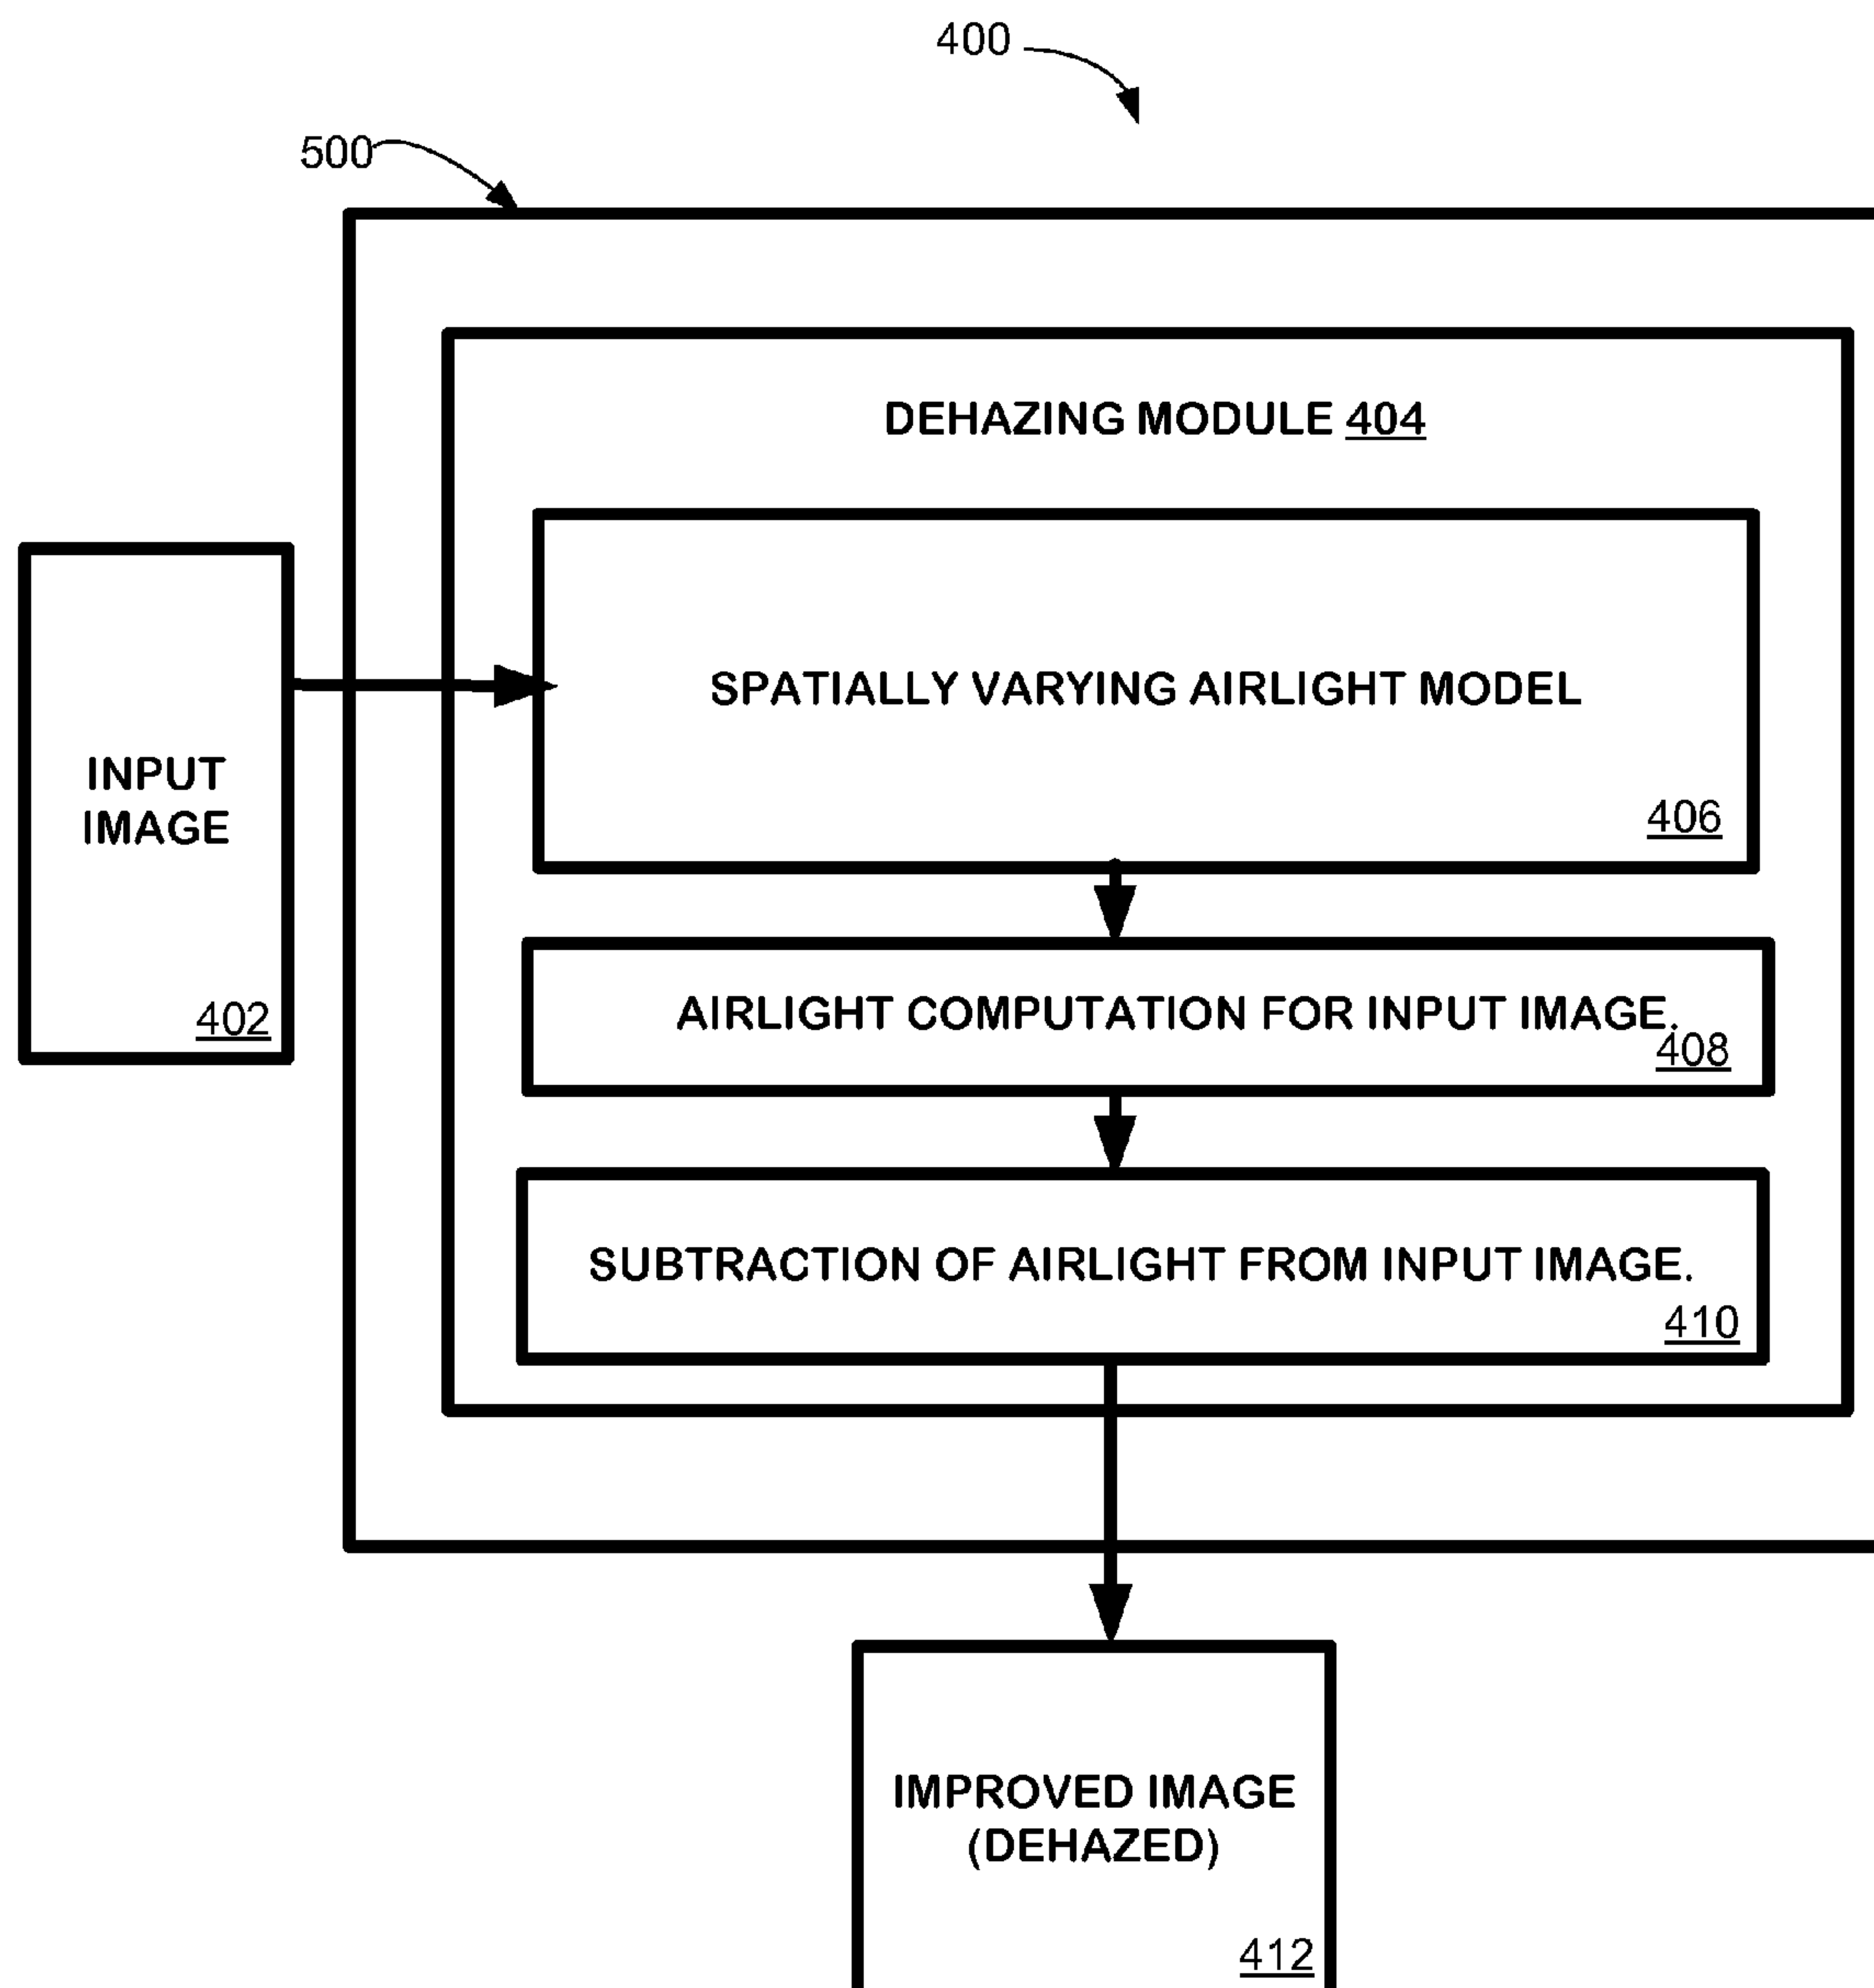 400
500
DEHAZING MODULE 404
SPATIALLY VARYING AIRLIGHT MODEL
406
INPUT
IMAGE
402
AIRLIGHT COMPUTATION FOR INPUT IMAGE.
408
SUBTRACTION OF AIRLIGHT FROM INPUT IMAGE.
410
IMPROVED IMAGE
(DEHAZED)
412